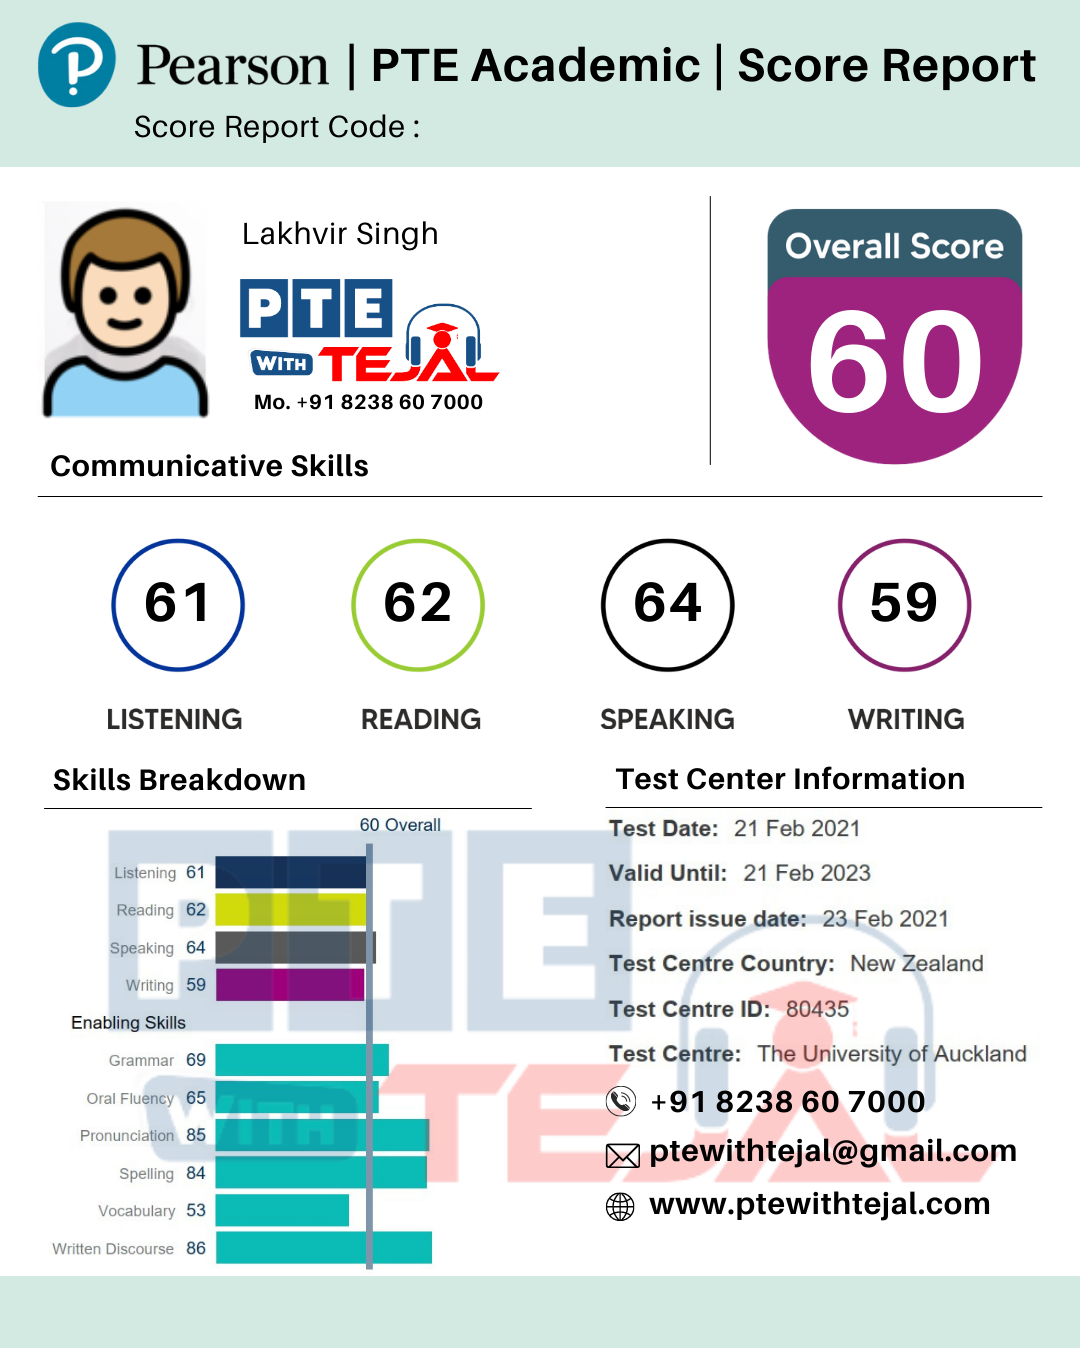 Pearson | PTE Academic | Score Report
Score Report Code :
Lakhvir Singh
PTE
WITH TEJAL
Mo. +91 8238 60 7000
Overall Score
60
Communicative Skills
61 62 64 59
LISTENING READING SPEAKING WRITING
Skills Breakdown
60 Overall
Listening 61
Reading 62
Speaking 64
Writing 59
Enabling Skills
Grammar 69
Oral Fluency 65
Pronunciation 85
Spelling 84
Vocabulary 53
Written Discourse 86
Test Center Information
Test Date: 21 Feb 2021
Valid Until: 21 Feb 2023
Report issue date: 23 Feb 2021
Test Centre Country: New Zealand
Test Centre ID: 80435
Test Centre: The University of Auckland
+91 8238 60 7000
ptewithtejal@gmail.com
www.ptewithtejal.com
PTE
WITH TEJAL